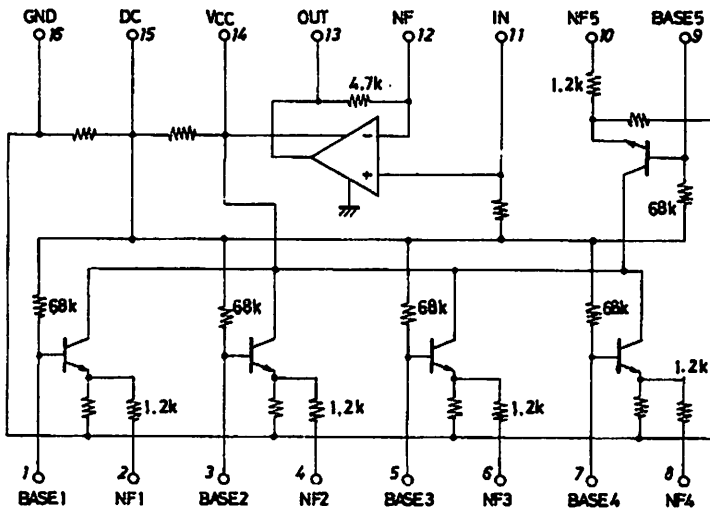 GND DC VCC OUT NF IN NF5 BASE5
16 15 14 13 12 11 10 9
4.7k 1.2k
-
+
68k
68k 68k 68k 68k
1.2k
1.2k 1.2k 1.2k
1 2 3 4 5 6 7 8
BASE1 NF1 BASE2 NF2 BASE3 NF3 BASE4 NF4